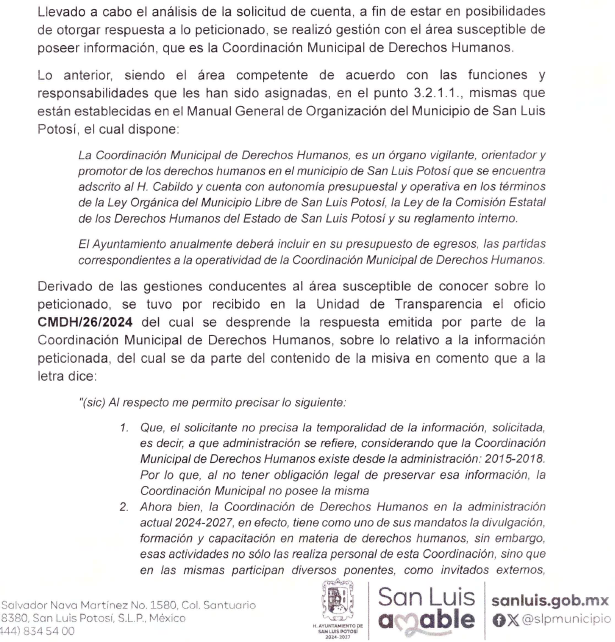 Llevado a cabo el análisis de la solicitud de cuenta, a fin de estar en posibilidades
de otorgar respuesta a lo peticionado, se realizó gestión con el área susceptible de
poseer información, que es la Coordinación Municipal de Derechos Humanos.
Lo anterior, siendo el área competente de acuerdo con las funciones y
responsabilidades que les han sido asignadas, en el punto 3.2.1.1., mismas que
están establecidas en el Manual General de Organización del Municipio de San Luis
Potosí, el cual dispone:
La Coordinación Municipal de Derechos Humanos, es un órgano vigilante, orientador y
promotor de los derechos humanos en el municipio de San Luis Potosí que se encuentra
adscrito al H. Cabildo y cuenta con autonomía presupuestal y operativa en los términos
de la Ley Orgánica del Municipio Libre de San Luis Potosí, la Ley de la Comisión Estatal
de los Derechos Humanos del Estado de San Luis Potosí y su reglamento interno.
El Ayuntamiento anualmente deberá incluir en su presupuesto de egresos, las partidas
correspondientes a la operatividad de la Coordinación Municipal de Derechos Humanos.
Derivado de las gestiones conducentes al área susceptible de conocer sobre lo
peticionado, se tuvo por recibido en la Unidad de Transparencia el oficio
CMDH/26/2024 del cual se desprende la respuesta emitida por parte de la
Coordinación Municipal de Derechos Humanos, sobre lo relativo a la información
peticionada, del cual se da parte del contenido de la misiva en comento que a la
letra dice:
"(sic) Al respecto me permito precisar lo siguiente:
1. Que, el solicitante no precisa la temporalidad de la información, solicitada,
es decir, a que administración se refiere, considerando que la Coordinación
Municipal de Derechos Humanos existe desde la administración: 2015-2018.
Por lo que, al no tener obligación legal de preservar esa información, la
Coordinación Municipal no posee la misma
2. Ahora bien, la Coordinación de Derechos Humanos en la administración
actual 2024-2027, en efecto, tiene como uno de sus mandatos la divulgación,
formación y capacitación en materia de derechos humanos, sin embargo,
esas actividades no sólo las realiza personal de esta Coordinación, sino que
en las mismas participan diversos ponentes, como invitados externos,
Salvador Nava Martínez No. 1580, Col. Santuario
8380, San Luis Potosí, S.L.P., México
444) 834 54 00
H. AYUNTAMIENTO DE
SAN LUIS POTOSÍ
2024-2027
San Luis
amable
sanluis.gob.mx
@slpmunicipio